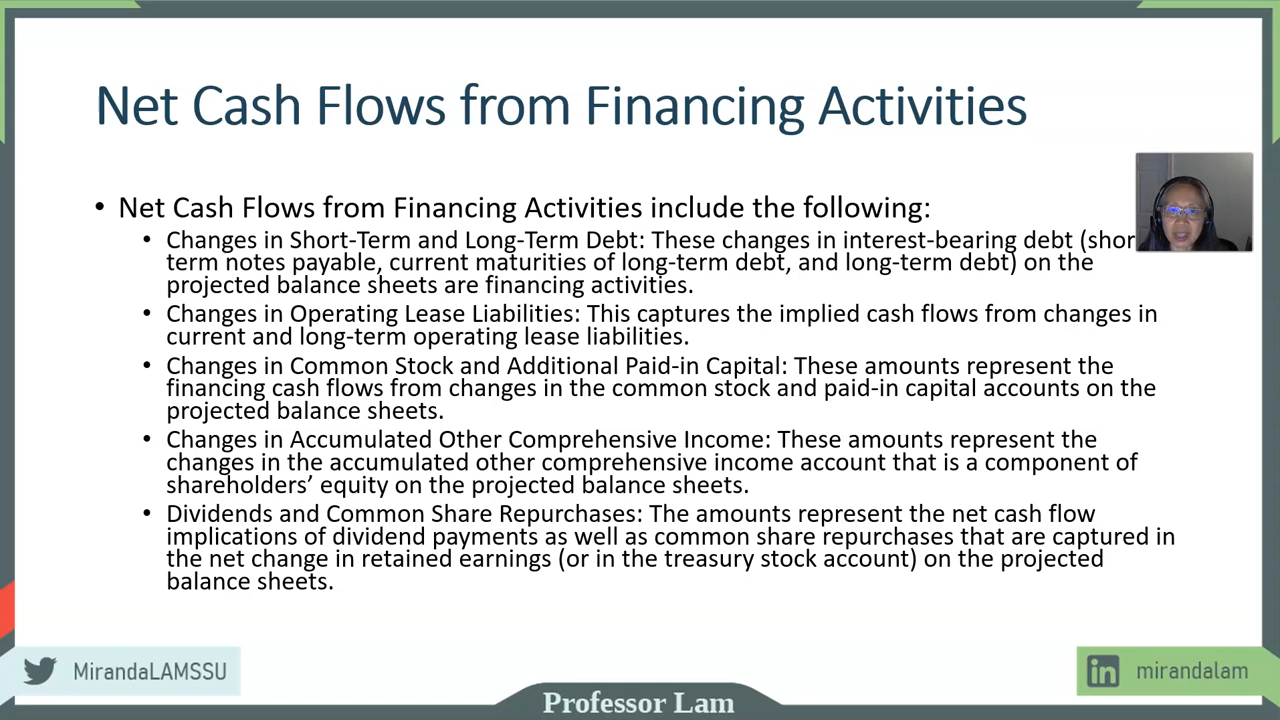 Net Cash Flows from Financing Activities
• Net Cash Flows from Financing Activities include the following:
• Changes in Short-Term and Long-Term Debt: These changes in interest-bearing debt (shor
term notes payable, current maturities of long-term debt, and long-term debt) on the
projected balance sheets are financing activities.
• Changes in Operating Lease Liabilities: This captures the implied cash flows from changes in
current and long-term operating lease liabilities.
• Changes in Common Stock and Additional Paid-in Capital: These amounts represent the
financing cash flows from changes in the common stock and paid-in capital accounts on the
projected balance sheets.
• Changes in Accumulated Other Comprehensive Income: These amounts represent the
changes in the accumulated other comprehensive income account that is a component of
shareholders’ equity on the projected balance sheets.
• Dividends and Common Share Repurchases: The amounts represent the net cash flow
implications of dividend payments as well as common share repurchases that are captured in
the net change in retained earnings (or in the treasury stock account) on the projected
balance sheets.
MirandaLAMSSU
Professor Lam
in mirandalam